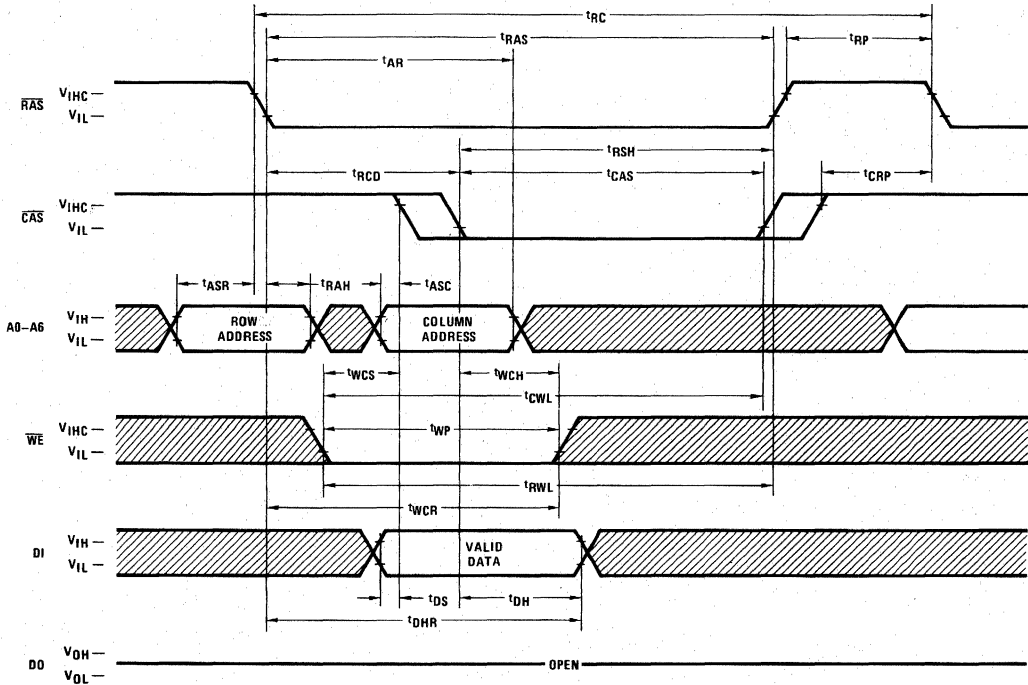 tRC
tRAS
tRP
tAR
RAS
VIHC
VIL
tRSH
tRCD
tCAS
tCRP
CAS
VIHC
VIL
tASR
tRAH
tASC
A0-A6
VIH
VIL
ROW
ADDRESS
COLUMN
ADDRESS
tWCS
tWCH
tCWL
WE
VIHC
VIL
tWP
tRWL
tWCR
DI
VIH
VIL
VALID
DATA
tDS
tDH
tDHR
DO
VOH
VOL
OPEN